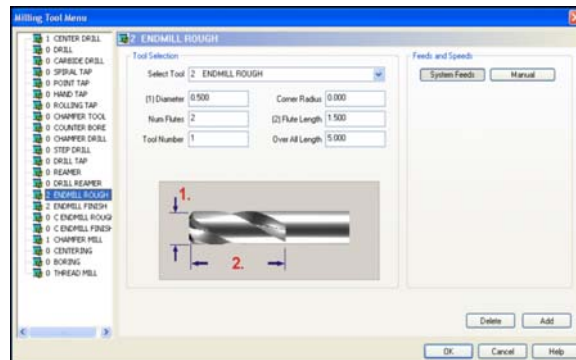 Milling Tool Menu
1 CENTER DRILL
0 DRILL
0 CARBIDE DRILL
0 SPIRAL TAP
0 POINT TAP
0 HAND TAP
0 ROLLING TAP
0 CHAMFER TOOL
0 COUNTER BORE
0 CHAMFER DRILL
0 STEP DRILL
0 DRILL TAP
0 REAMER
0 DRILL REAMER
2 ENDMILL ROUGH
2 ENDMILL FINISH
0 C ENDMILL ROUGH
0 C ENDMILL FINISH
1 CHAMFER MILL
0 CENTERING
0 BORING
0 THREAD MILL
2 ENDMILL ROUGH
Tool Selection
Select Tool 2 ENDMILL ROUGH
(1) Diameter 0.500 Corner Radius 0.000
Num Flutes 2 (2) Flute Length 1.500
Tool Number 1 Over All Length 5.000
1.
2.
Feeds and Speeds
System Feeds Manual
Delete Add
OK Cancel Help